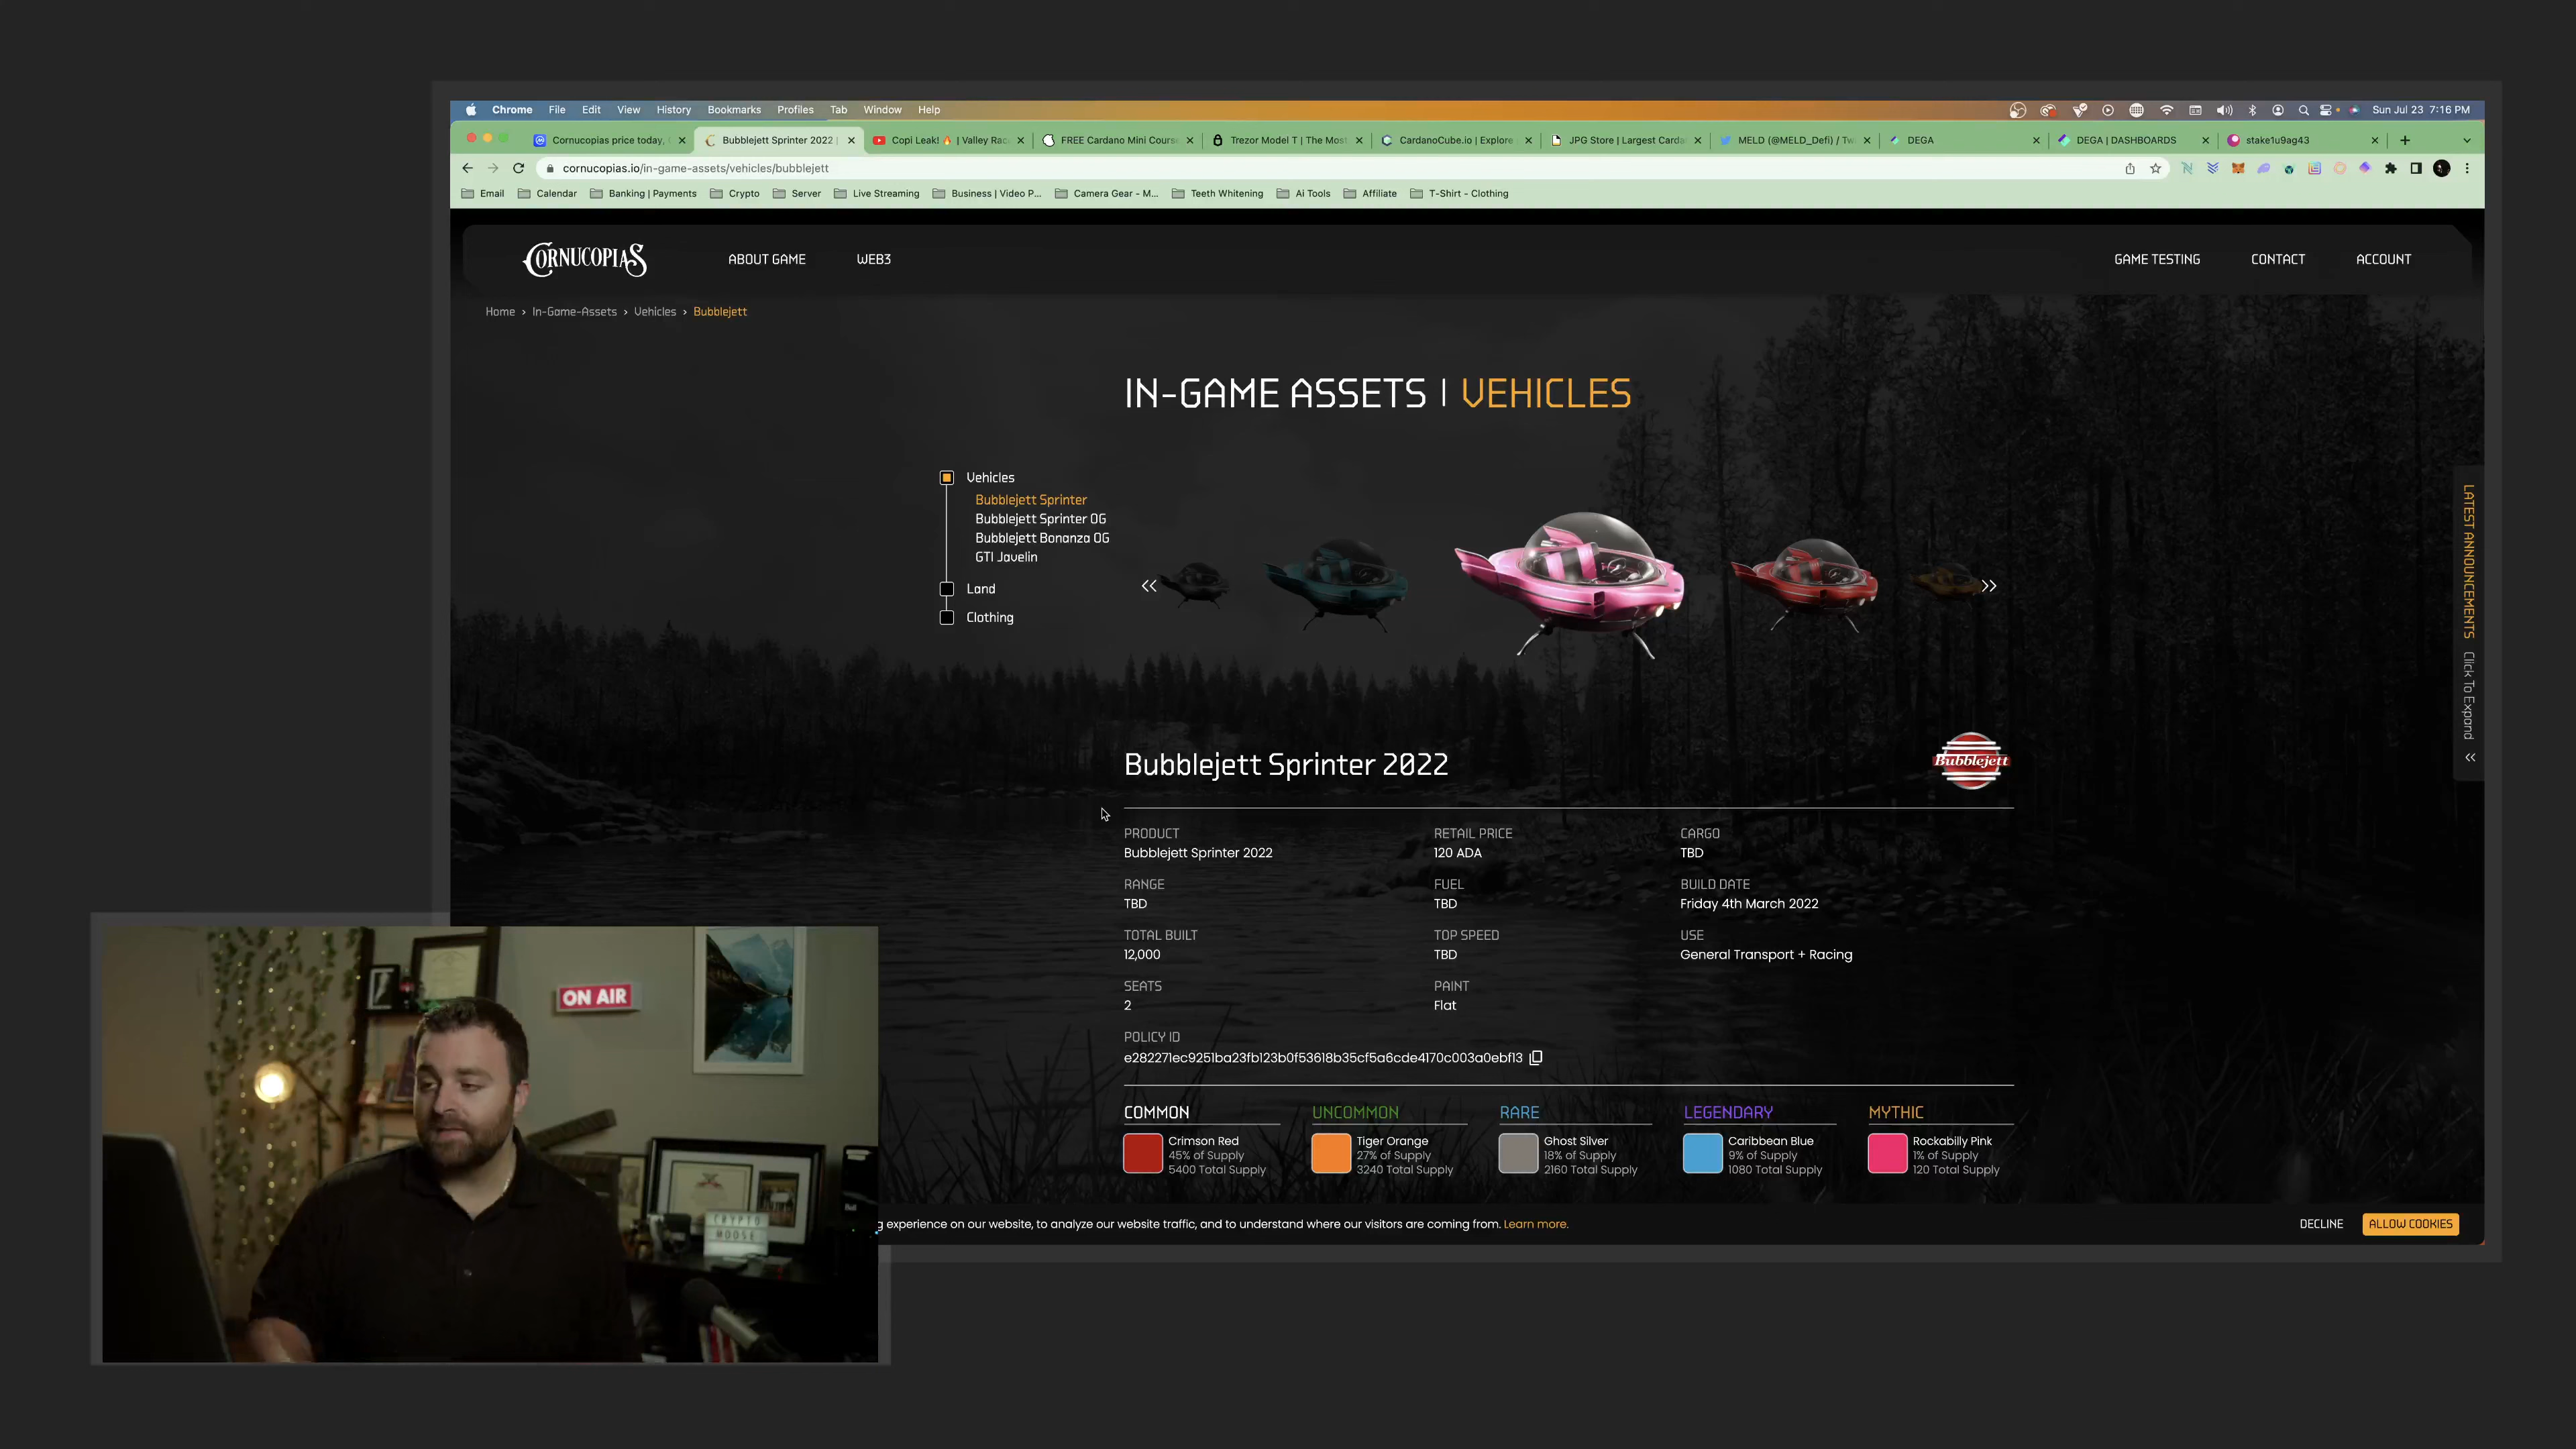 Chrome File Edit View History Bookmarks Profiles Tab Window Help Sun Jul 23 7:16 PM
Cornucopias price today, Bubblejett Sprinter 2022 | Copi Leak! 🔥 | Valley Rac FREE Cardano Mini Course Trezor Model T | The Most CardanoCube.io | Explore JPG Store | Largest Carda MELD (@MELD_Defi) / Tw DEGA DEGA | DASHBOARDS stake1u9ag43
cornucopias.io/in-game-assets/vehicles/bubblejett
Email Calendar Banking | Payments Crypto Server Live Streaming Business | Video P... Camera Gear - M... Teeth Whitening Ai Tools Affiliate T-Shirt - Clothing
CORNUCOPIAS ABOUT GAME WEB3 GAME TESTING CONTACT ACCOUNT
Home › In-Game-Assets › Vehicles › Bubblejett
IN-GAME ASSETS | VEHICLES
Vehicles
Bubblejett Sprinter
Bubblejett Sprinter OG
Bubblejett Bonanza OG
GTI Javelin
Land
Clothing
LATEST ANNOUNCEMENTS Click To Expand
Bubblejett Sprinter 2022
Bubblejett
PRODUCT RETAIL PRICE CARGO
Bubblejett Sprinter 2022 120 ADA TBD
RANGE FUEL BUILD DATE
TBD TBD Friday 4th March 2022
TOTAL BUILT TOP SPEED USE
12,000 TBD General Transport + Racing
SEATS PAINT
2 Flat
POLICY ID
e282271ec9251ba23fb123b0f53618b35cf5a6cde4170c003a0ebf13
COMMON UNCOMMON RARE LEGENDARY MYTHIC
Crimson Red Tiger Orange Ghost Silver Caribbean Blue Rockabilly Pink
45% of Supply 27% of Supply 18% of Supply 9% of Supply 1% of Supply
5400 Total Supply 3240 Total Supply 2160 Total Supply 1080 Total Supply 120 Total Supply
g experience on our website, to analyze our website traffic, and to understand where our visitors are coming from. Learn more. DECLINE ALLOW COOKIES
ON AIR
CRYPTO
MOOSE